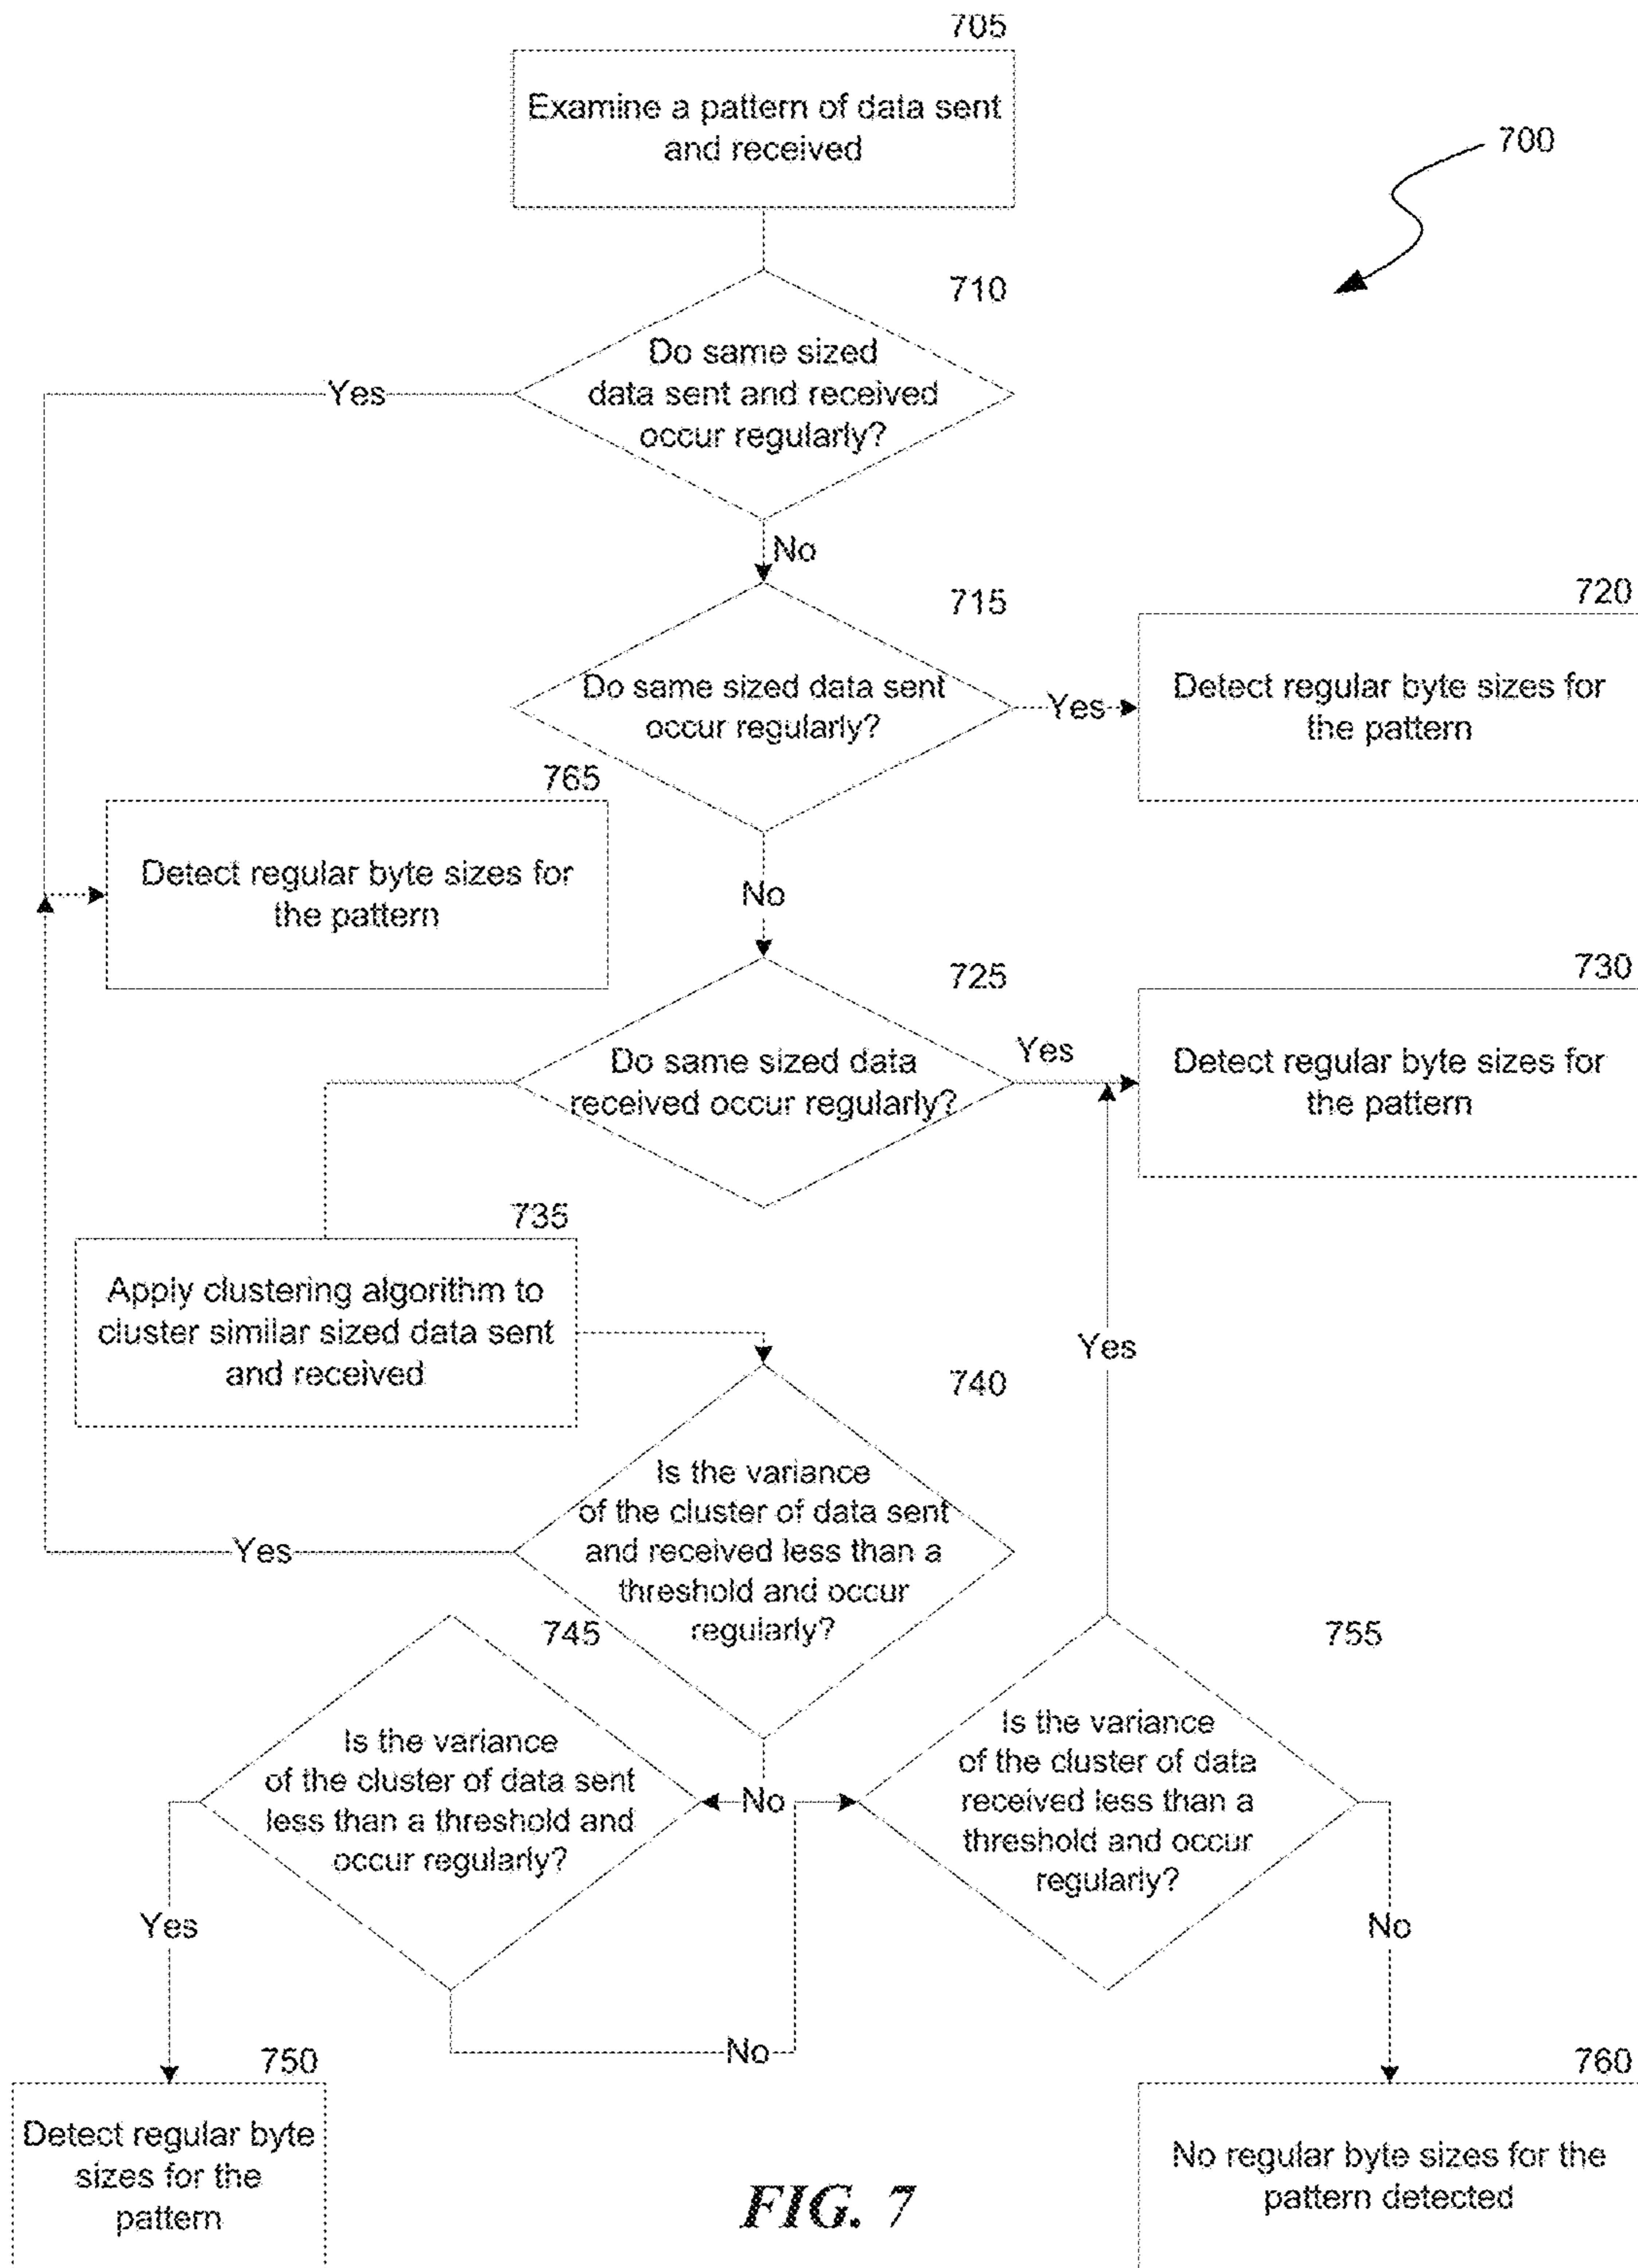 705
Examine a pattern of data sent
and received
700
710
Do same sized
data sent and received
occur regularly?
Yes
No
715
Do same sized data sent
occur regularly?
Yes
720
Detect regular byte sizes for
the pattern
765
Detect regular byte sizes for
the pattern
No
725
Do same sized data
received occur regularly?
Yes
730
Detect regular byte sizes for
the pattern
735
Apply clustering algorithm to
cluster similar sized data sent
and received
Yes
740
Is the variance
of the cluster of data sent
and received less than a
threshold and occur
regularly?
Yes
745
Is the variance
of the cluster of data sent
less than a threshold and
occur regularly?
No
755
Is the variance
of the cluster of data
received less than a
threshold and occur
regularly?
Yes
No
No
750
Detect regular byte
sizes for the
pattern
760
No regular byte sizes for the
pattern detected
FIG. 7